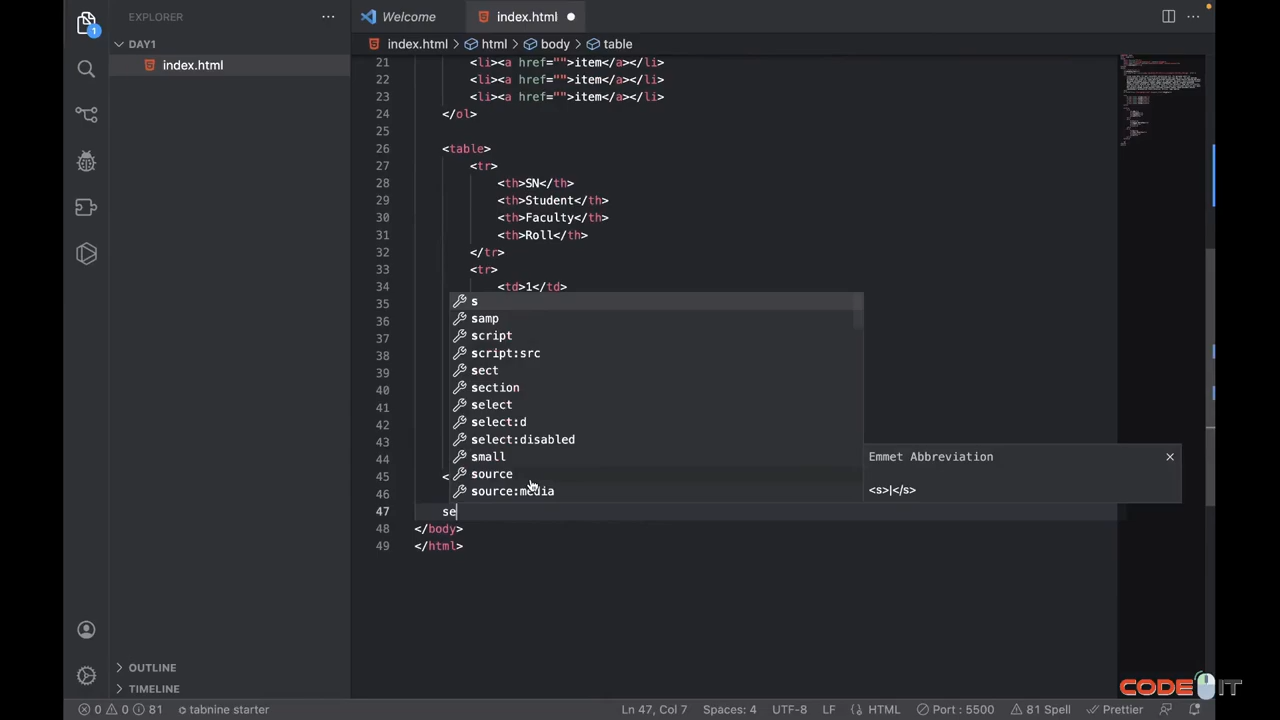 EXPLORER
Welcome
index.html
DAY1
index.html
index.html > html > body > table
21 <li><a href="">item</a></li>
22 <li><a href="">item</a></li>
23 <li><a href="">item</a></li>
24 </ol>
25
26 <table>
27 <tr>
28 <th>SN</th>
29 <th>Student</th>
30 <th>Faculty</th>
31 <th>Roll</th>
32 </tr>
33 <tr>
34 <td>1</td>
35 s
36 samp
37 script
38 script:src
39 sect
40 section
41 select
42 select:d
43 select:disabled
44 small
Emmet Abbreviation
45 < source
46 source:media
<s>|</s>
47 se
48 </body>
49 </html>
1
OUTLINE
TIMELINE
CODE IT
0 0 81 tabnine starter Ln 47, Col 7 Spaces: 4 UTF-8 LF HTML Port : 5500 81 Spell Prettier